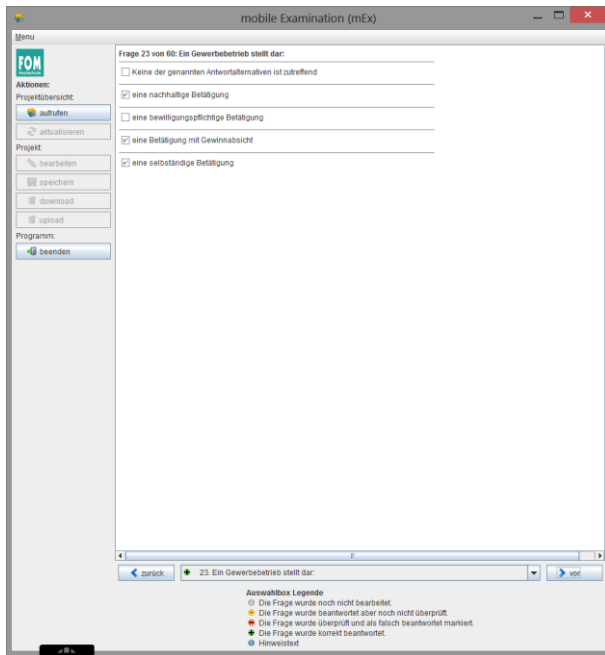 mobile Examination (mEx)
Menu
FOM
Hochschule
Aktionen:
Projektübersicht:
aufrufen
aktualisieren
Projekt:
bearbeiten
speichern
download
upload
Programm:
beenden
Frage 23 von 60: Ein Gewerbebetrieb stellt dar:
Keine der genannten Antwortalternativen ist zutreffend
eine nachhaltige Betätigung
eine bewilligungspflichtige Betätigung
eine Betätigung mit Gewinnabsicht
eine selbständige Betätigung
zurück
23. Ein Gewerbebetrieb stellt dar:
vor
Auswahlbox Legende
Die Frage wurde noch nicht bearbeitet.
Die Frage wurde beantwortet aber noch nicht überprüft.
Die Frage wurde überprüft und als falsch beantwortet markiert.
Die Frage wurde korrekt beantwortet.
Hinweistext